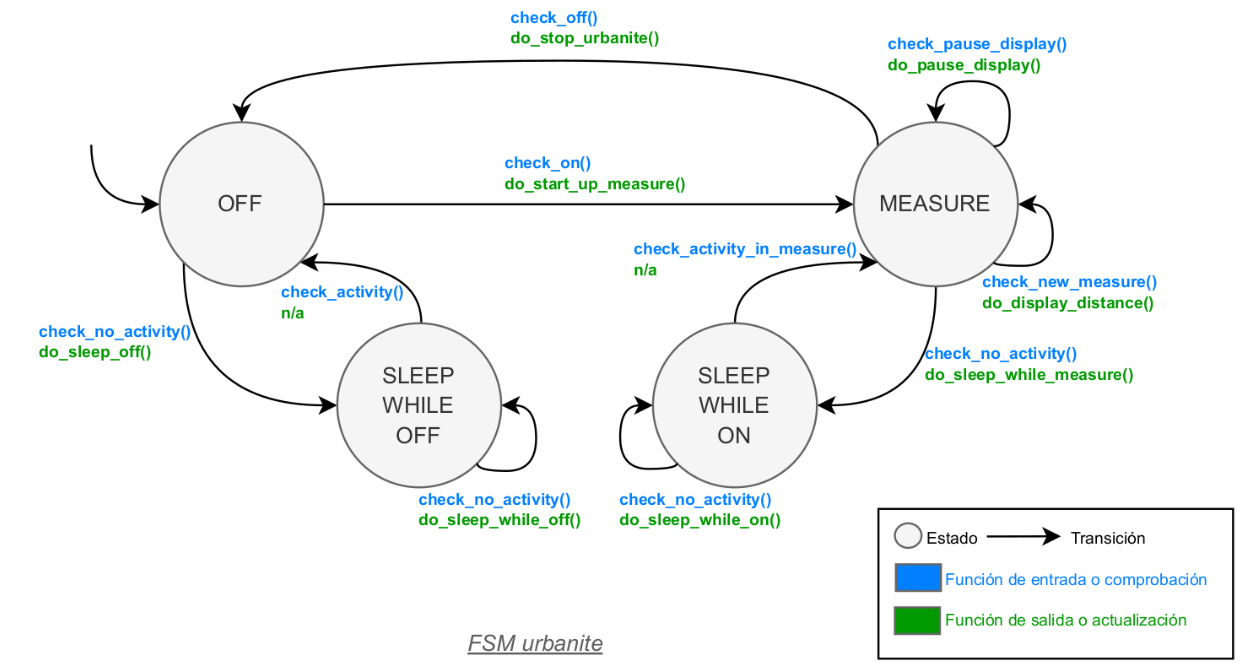 check_off()
do_stop_urbanite()
check_pause_display()
do_pause_display()
check_on()
do_start_up_measure()
OFF
MEASURE
check_activity_in_measure()
n/a
check_activity()
n/a
check_new_measure()
do_display_distance()
check_no_activity()
do_sleep_off()
check_no_activity()
do_sleep_while_measure()
SLEEP
WHILE
OFF
SLEEP
WHILE
ON
check_no_activity()
do_sleep_while_off()
check_no_activity()
do_sleep_while_on()
Estado
Transición
Función de entrada o comprobación
Función de salida o actualización
FSM urbanite